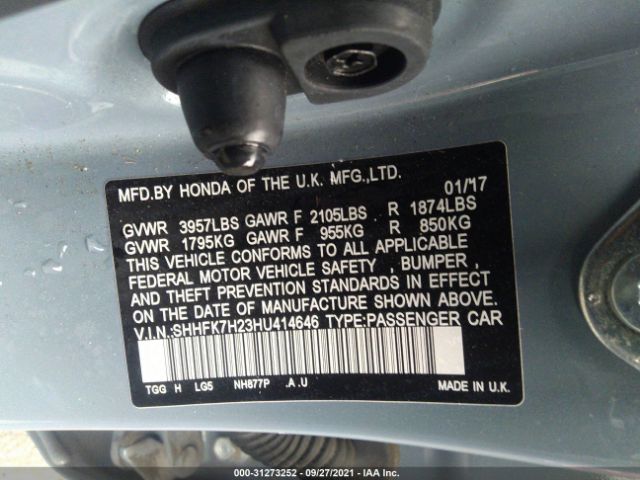 MFD.BY HONDA OF THE U.K. MFG.,LTD. 01/17
GVWR 3957LBS GAWR F 2105LBS R 1874LBS
GVWR 1795KG GAWR F 955KG R 850KG
THIS VEHICLE CONFORMS TO ALL APPLICABLE
FEDERAL MOTOR VEHICLE SAFETY , BUMPER ,
AND THEFT PREVENTION STANDARDS IN EFFECT
ON THE DATE OF MANUFACTURE SHOWN ABOVE.
V.I.N:SHHFK7H23HU414646 TYPE:PASSENGER CAR
TGG H LG5 NH877P .A .U MADE IN U.K.
000-31273252 - 09/27/2021 - IAA Inc.